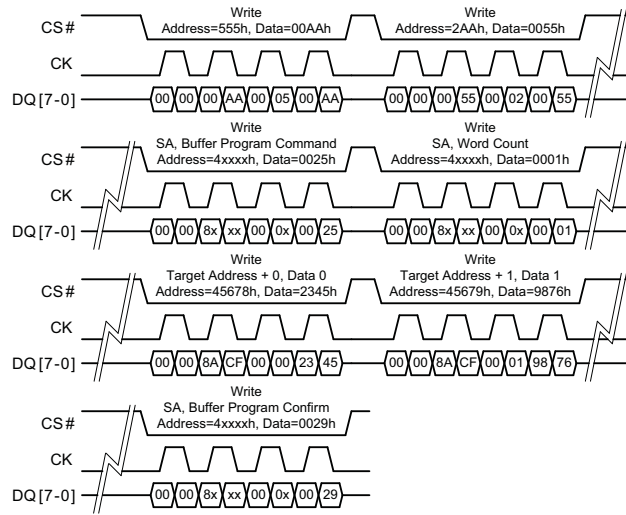 Write Write
CS# Address=555h, Data=00AAh Address=2AAh, Data=0055h
CK
DQ[7-0] 00 00 00 AA 00 05 00 AA 00 00 00 55 00 02 00 55
Write Write
SA, Buffer Program Command SA, Word Count
CS# Address=4xxxxh, Data=0025h Address=4xxxxh, Data=0001h
CK
DQ[7-0] 00 00 8x xx 00 0x 00 25 00 00 8x xx 00 0x 00 01
Write Write
Target Address + 0, Data 0 Target Address + 1, Data 1
CS# Address=45678h, Data=2345h Address=45679h, Data=9876h
CK
DQ[7-0] 00 00 8A CF 00 00 23 45 00 00 8A CF 00 01 98 76
Write
SA, Buffer Program Confirm
CS# Address=4xxxxh, Data=0029h
CK
DQ[7-0] 00 00 8x xx 00 0x 00 29